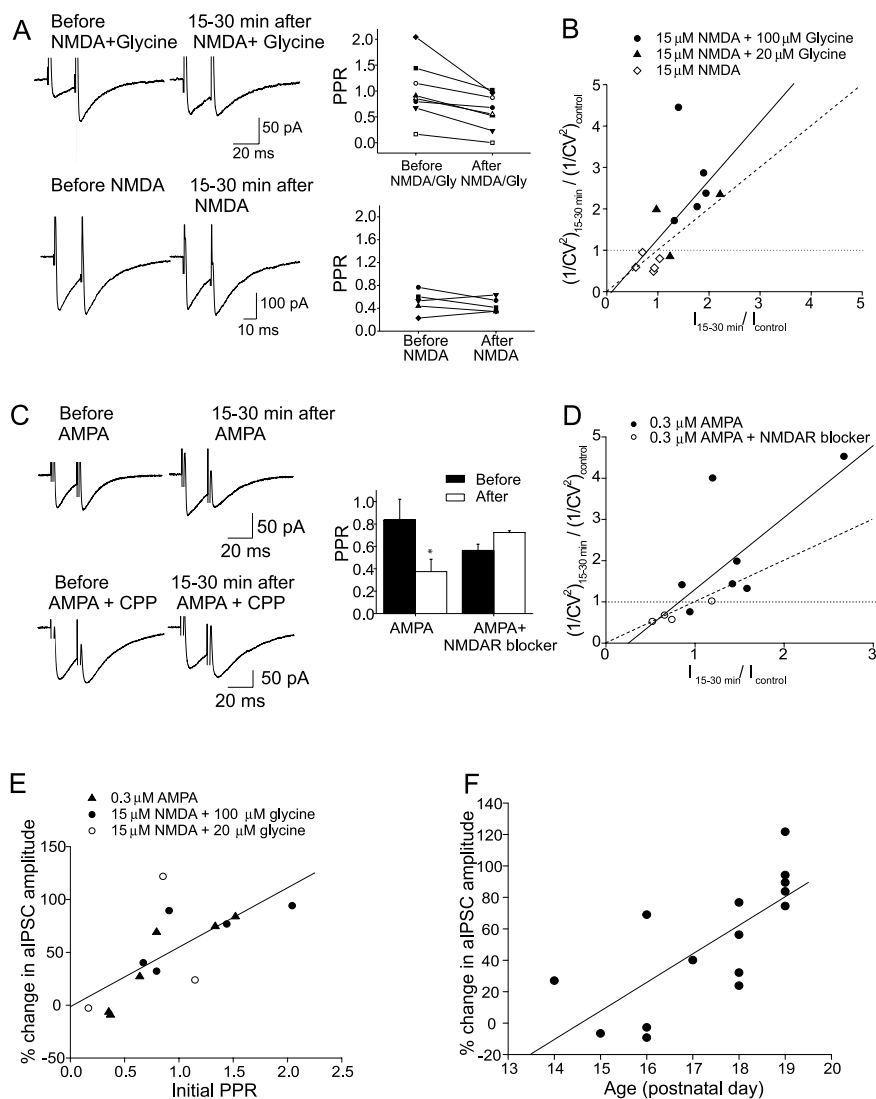 A
Before
NMDA+Glycine
15-30 min after
NMDA+ Glycine
50 pA
20 ms
PPR
2.0
1.5
1.0
0.5
0.0
Before
NMDA/Gly
After
NMDA/Gly
Before NMDA
15-30 min after
NMDA
100 pA
10 ms
PPR
2.0
1.6
1.2
0.8
0.4
0.0
Before
NMDA
After
NMDA
B
15 µM NMDA + 100 µM Glycine
15 µM NMDA + 20 µM Glycine
15 µM NMDA
(1/CV²)15-30 min / (1/CV²)control
5
4
3
2
1
0
0 1 2 3 4 5
I15-30 min/ Icontrol
C
Before
AMPA
15-30 min after
AMPA
50 pA
20 ms
Before
AMPA + CPP
15-30 min after
AMPA + CPP
50 pA
20 ms
Before
After
PPR
1.0
0.8
0.6
0.4
0.2
0.0
*
AMPA
AMPA+
NMDAR blocker
D
0.3 µM AMPA
0.3 µM AMPA + NMDAR blocker
(1/CV²)15-30 min / (1/CV²)control
5
4
3
2
1
0
0 1 2 3
I15-30 min/ Icontrol
E
0.3 µM AMPA
15 µM NMDA + 100 µM glycine
15 µM NMDA + 20 µM glycine
% change in aIPSC amplitude
150
100
50
0
-50
0.0 0.5 1.0 1.5 2.0 2.5
Initial PPR
F
% change in aIPSC amplitude
140
120
100
80
60
40
20
0
-20
13 14 15 16 17 18 19 20
Age (postnatal day)